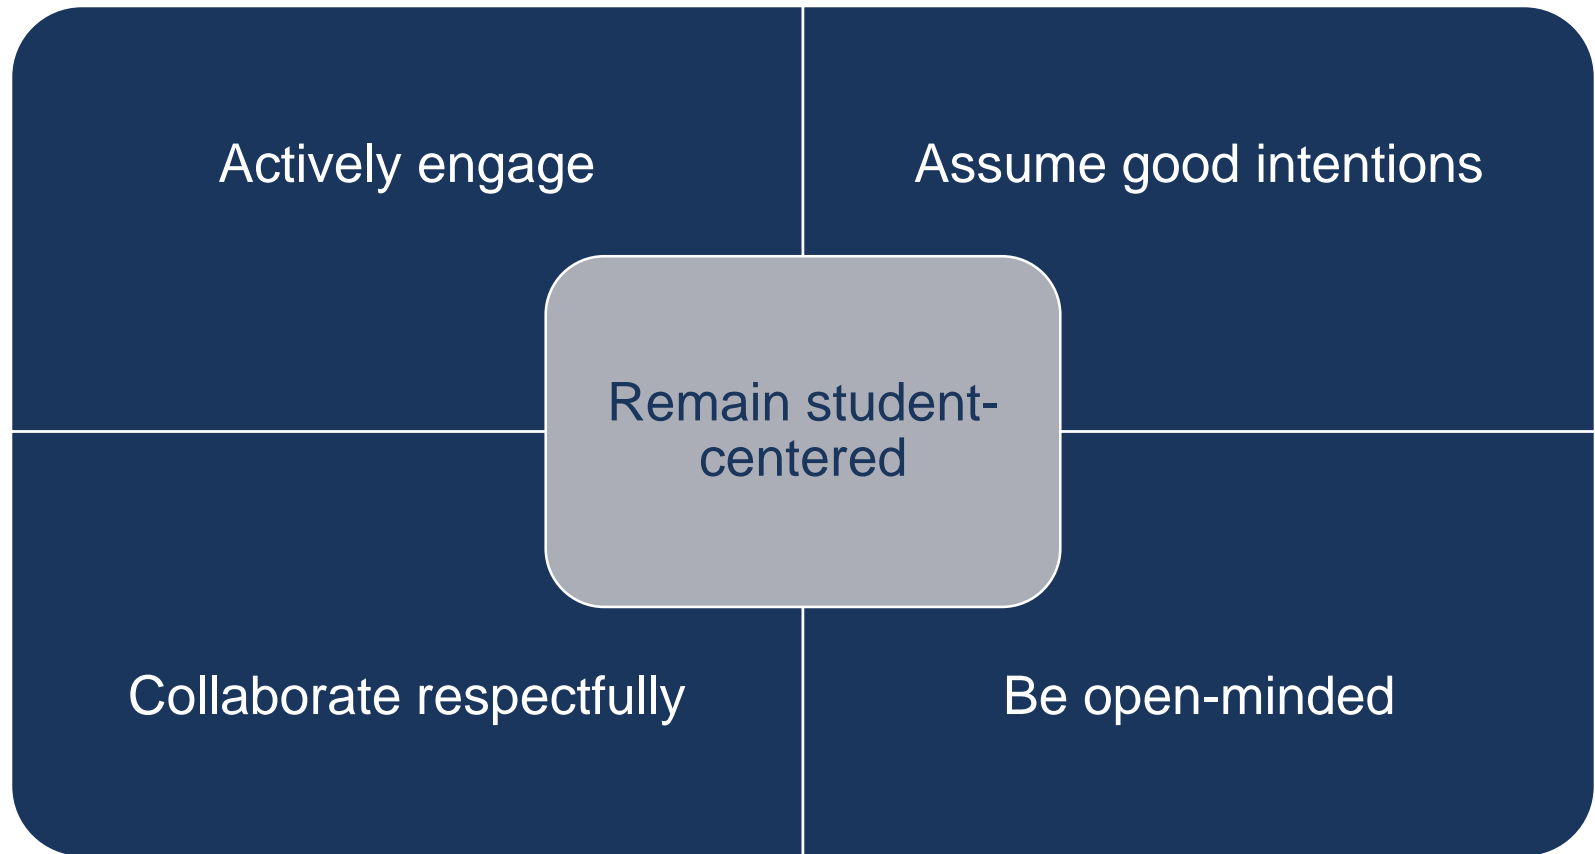 Actively engage
Assume good intentions
Remain student-
centered
Collaborate respectfully
Be open-minded